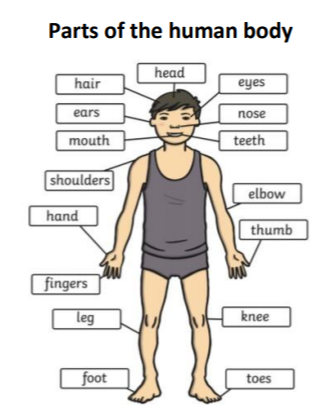 Parts of the human body
head
hair
eyes
ears
nose
mouth
teeth
shoulders
elbow
hand
thumb
fingers
leg
knee
foot
toes